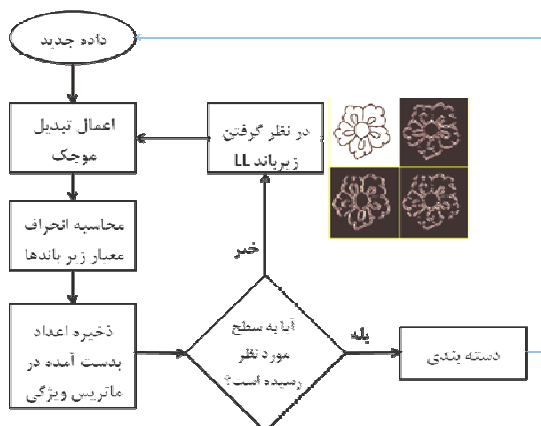 داده جدید
اعمال تبدیل
موجک
در نظر گرفتن
زیرباند LL
محاسبه انحراف
معیار زیر باندها
خیر
ذخیره اعداد
بدست آمده در
ماتریس ویژگی
آیا به سطح
مورد نظر
رسیده است؟
بله
دسته بندی